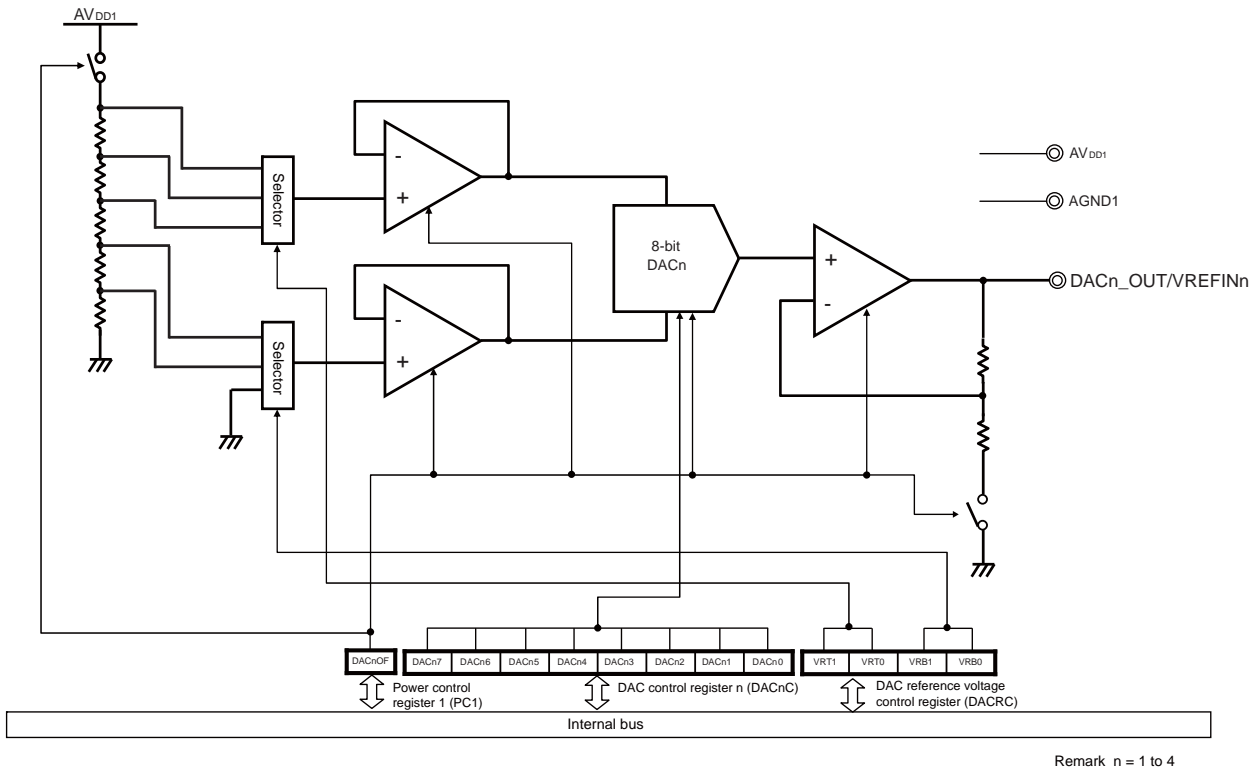 AVDD1
Selector
-
+
8-bit
DACn
+
-
AVDD1
AGND1
DACn_OUT/VREFINn
Selector
-
+
DACnOF
DACn7 DACn6 DACn5 DACn4 DACn3 DACn2 DACn1 DACn0
VRT1 VRT0 VRB1 VRB0
Power control
register 1 (PC1)
DAC control register n (DACnC)
DAC reference voltage
control register (DACRC)
Internal bus
Remark n = 1 to 4